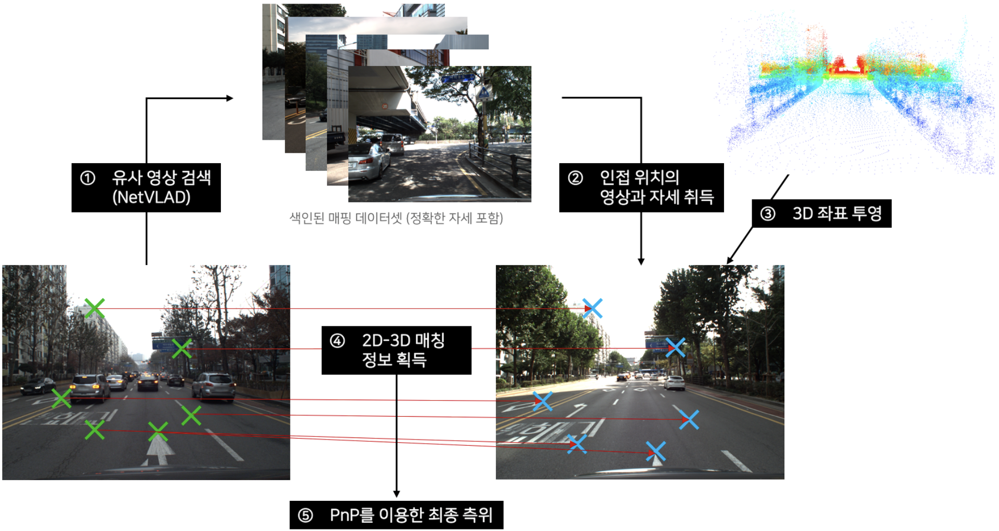 ① 유사 영상 검색
(NetVLAD)
색인된 매핑 데이터셋 (정확한 자세 포함)
② 인접 위치의
영상과 자세 취득
③ 3D 좌표 투영
④ 2D-3D 매칭
정보 획득
⑤ PnP를 이용한 최종 측위